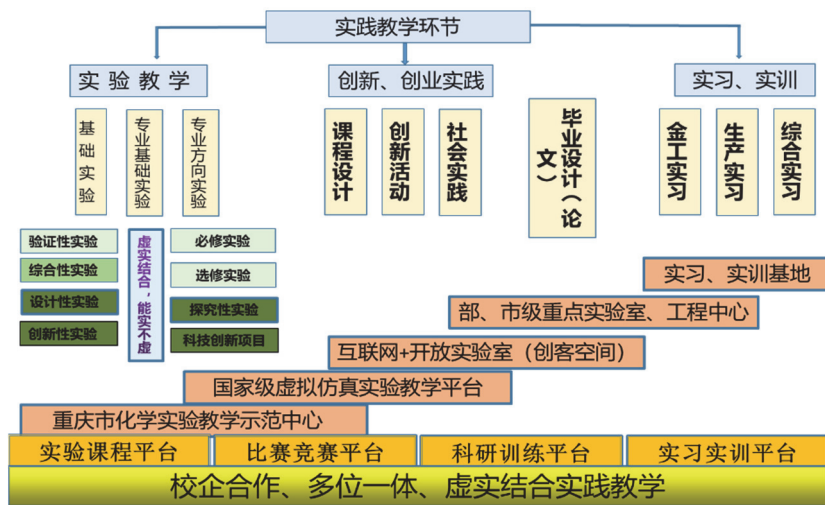 实践教学环节
实验教学
创新、创业实践
实习、实训
基础实验
专业基础实验
专业方向实验
课程设计
创新活动
社会实践
毕业设计（论文）
金工实习
生产实习
综合实习
验证性实验
综合性实验
设计性实验
创新性实验
虚实结合，能实不虚
必修实验
选修实验
探究性实验
科技创新项目
实习、实训基地
部、市级重点实验室、工程中心
互联网+开放实验室（创客空间）
国家级虚拟仿真实验教学平台
重庆市化学实验教学示范中心
实验课程平台
比赛竞赛平台
科研训练平台
实习实训平台
校企合作、多位一体、虚实结合实践教学